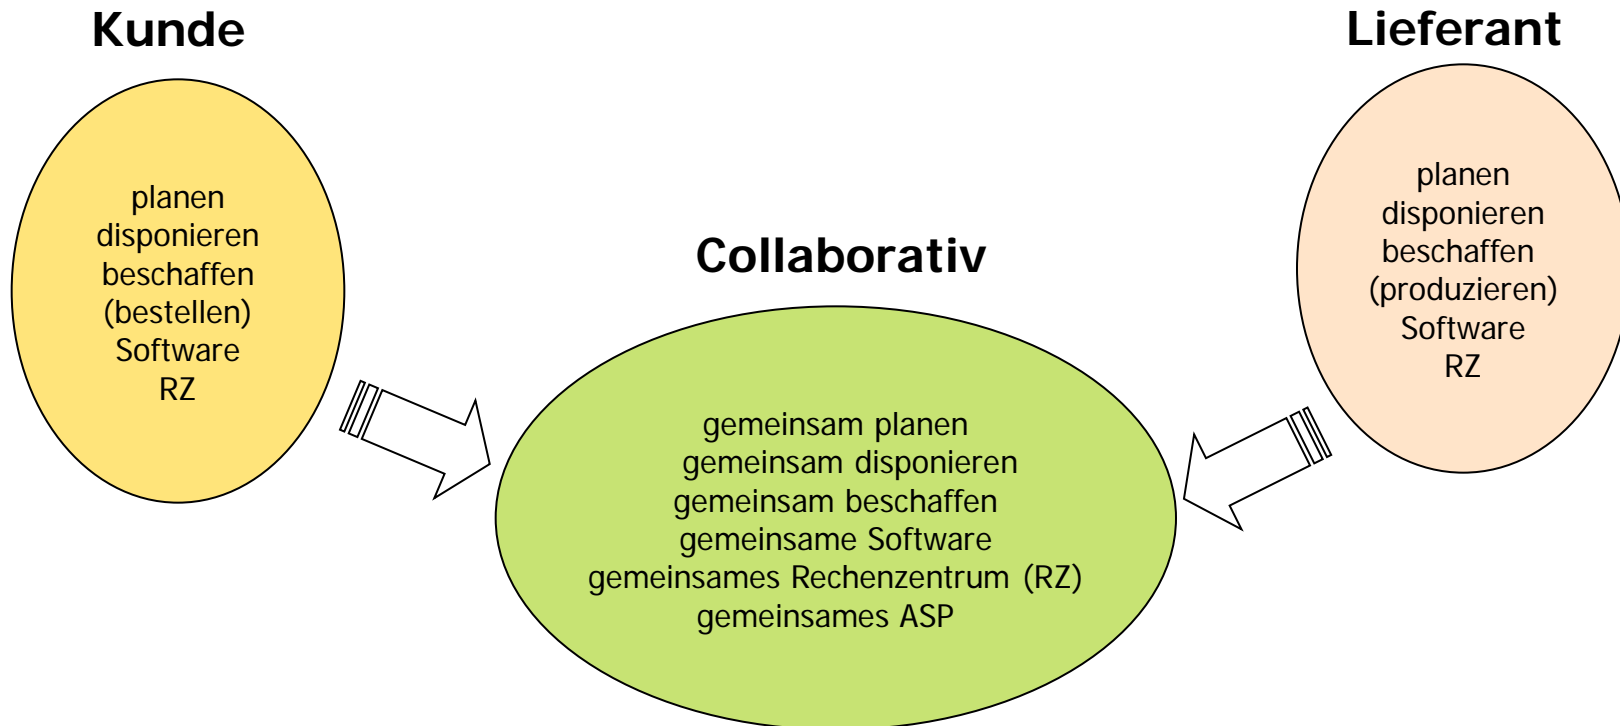 Kunde
planen
disponieren
beschaffen
(bestellen)
Software
RZ
Collaborativ
gemeinsam planen
gemeinsam disponieren
gemeinsam beschaffen
gemeinsame Software
gemeinsames Rechenzentrum (RZ)
gemeinsames ASP
Lieferant
planen
disponieren
beschaffen
(produzieren)
Software
RZ